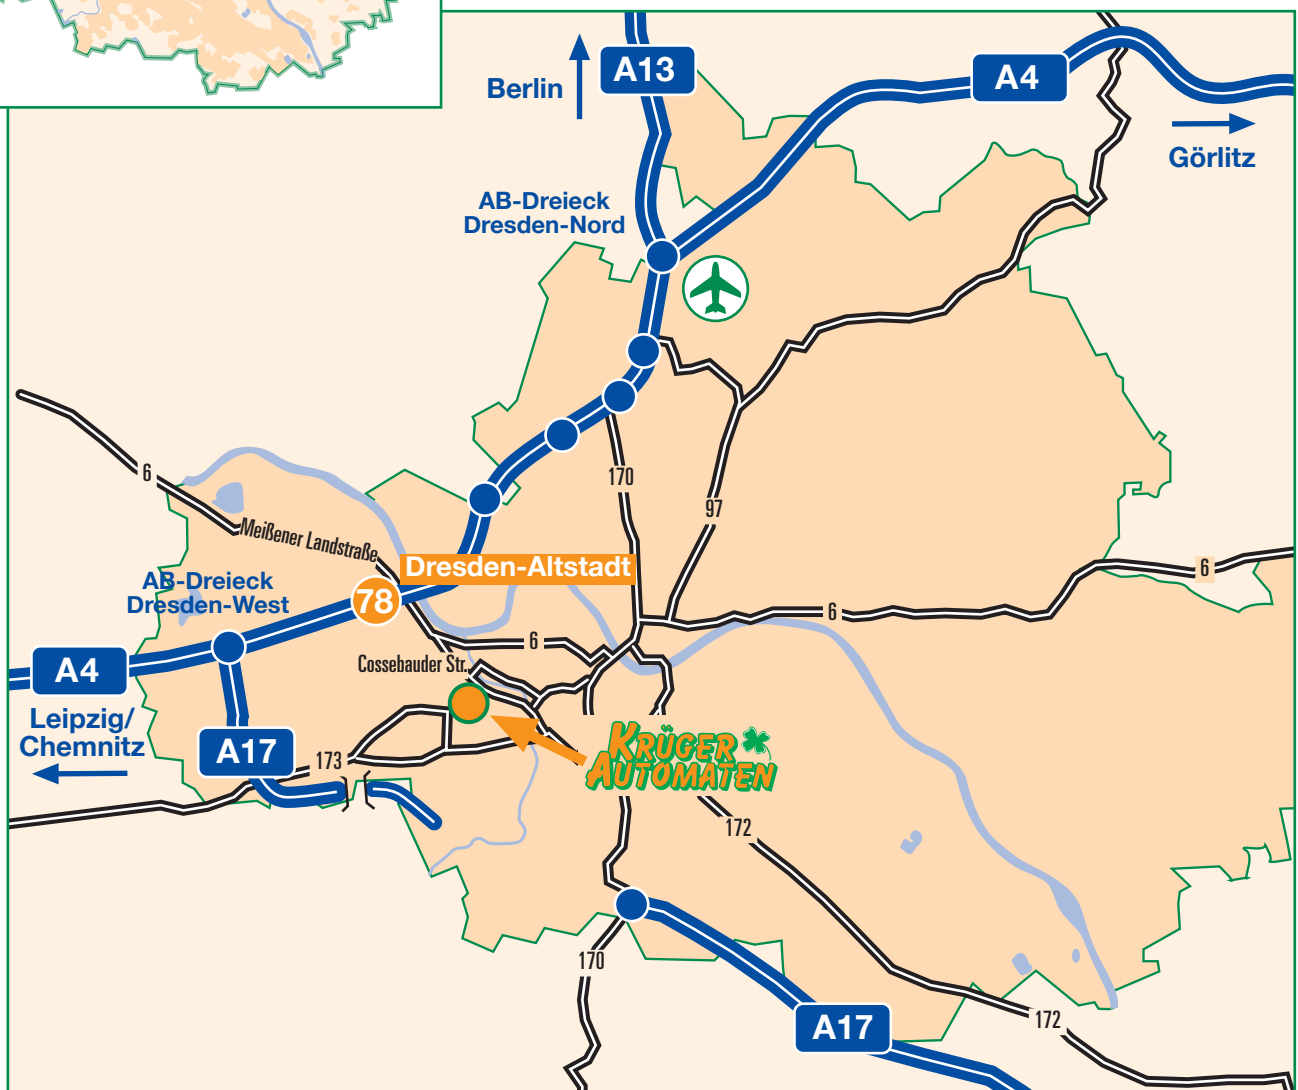 A13
A4
Berlin
Görlitz
AB-Dreieck
Dresden-Nord
6
170
97
Meißener Landstraße
Dresden-Altstadt
6
AB-Dreieck
Dresden-West
78
6
6
Cossebauder Str.
A4
Leipzig/
Chemnitz
A17
173
KRÜGER
AUTOMATEN
172
170
A17
172